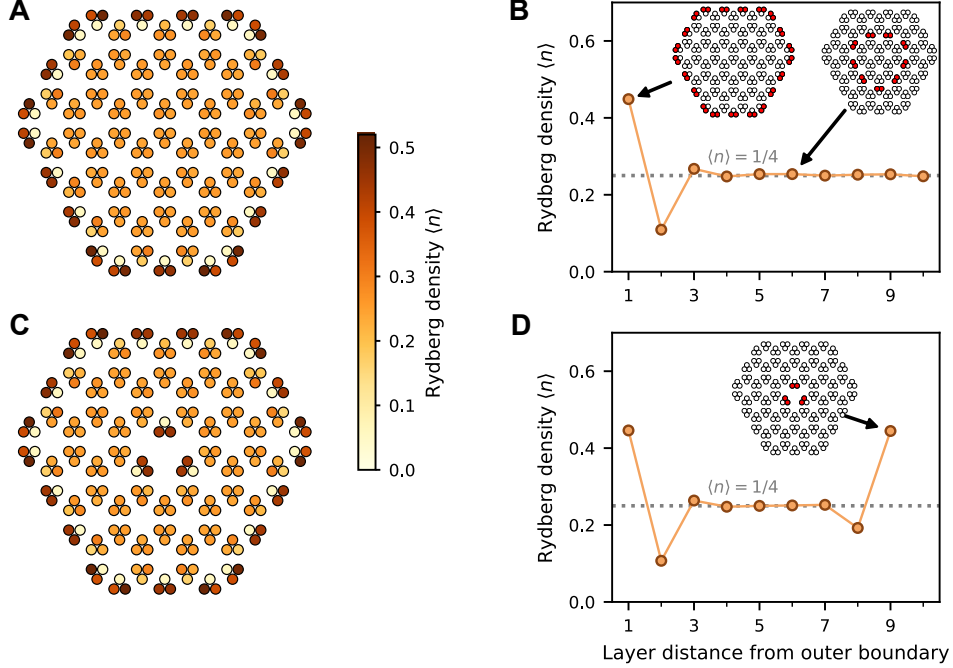 A
B
Rydberg density ⟨n⟩
0.6
0.4
0.2
0.0
⟨n⟩ = 1/4
1
3
5
7
9
0.5
0.4
0.3
0.2
0.1
0.0
Rydberg density ⟨n⟩
C
D
Rydberg density ⟨n⟩
0.6
0.4
0.2
0.0
⟨n⟩ = 1/4
1
3
5
7
9
Layer distance from outer boundary